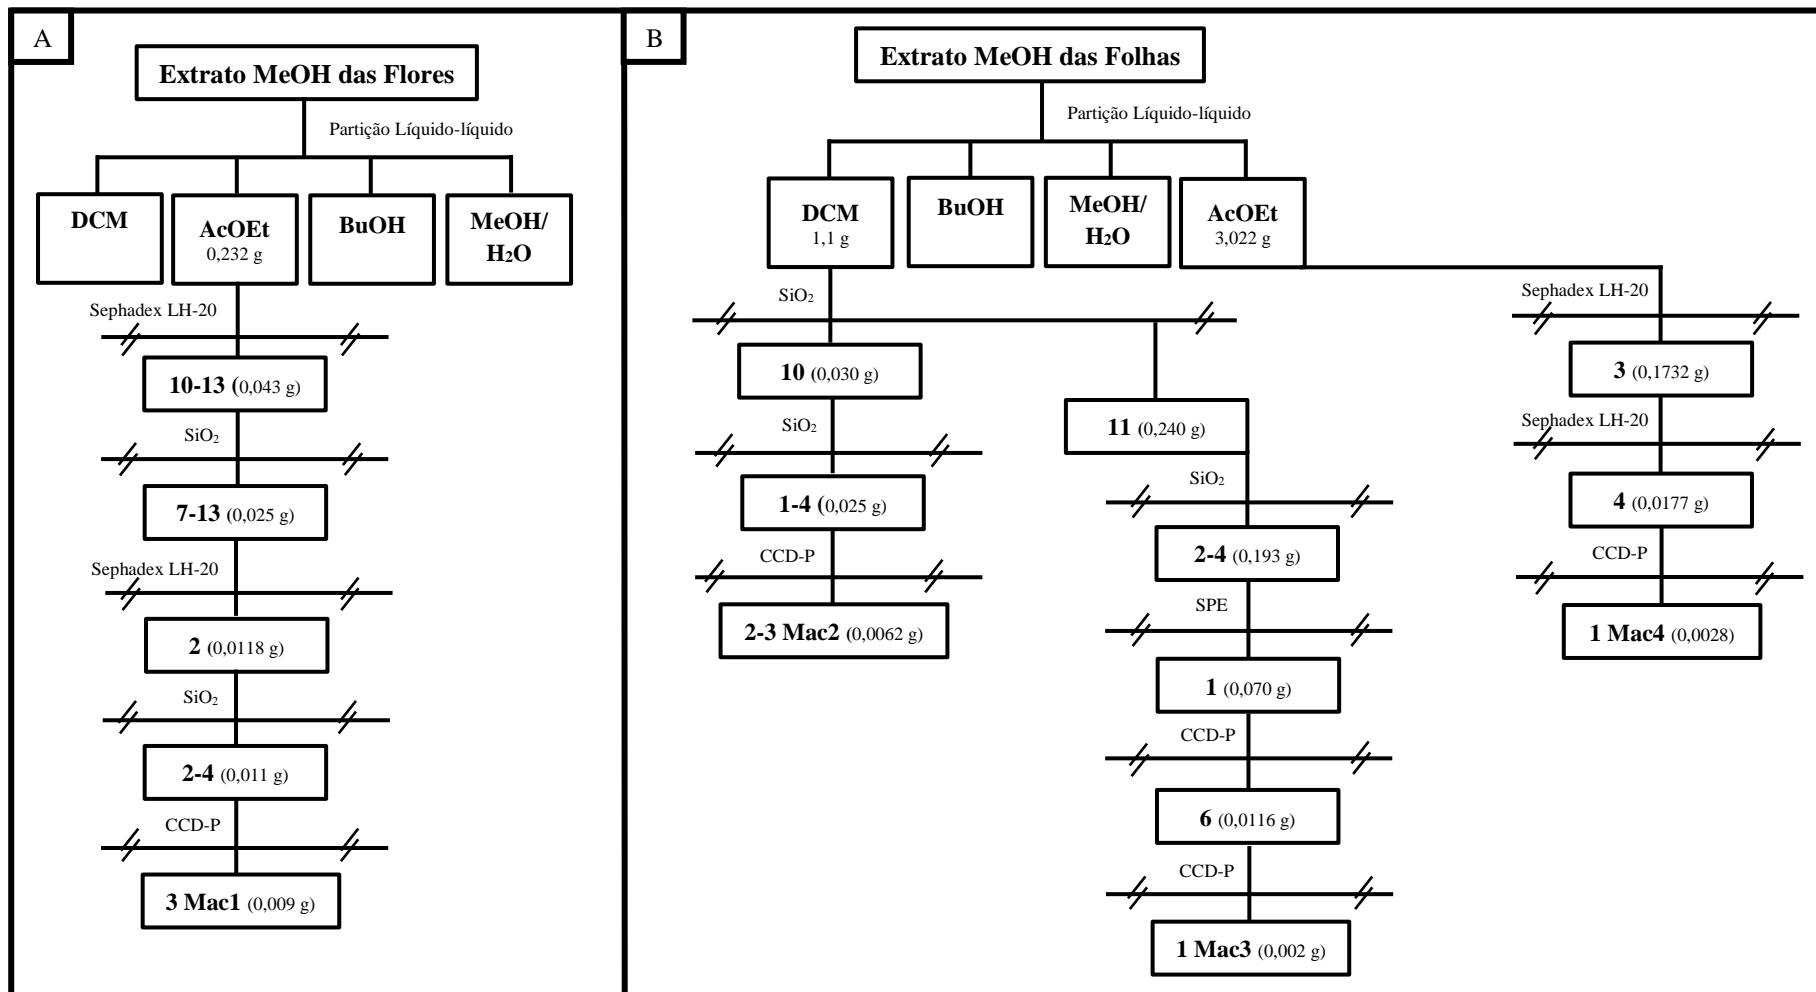 A
Extrato MeOH das Flores
Partição Líquido-líquido
DCM
AcOEt
0,232 g
BuOH
MeOH/
H₂O
Sephadex LH-20
10-13 (0,043 g)
SiO₂
7-13 (0,025 g)
Sephadex LH-20
2 (0,0118 g)
SiO₂
2-4 (0,011 g)
CCD-P
3 Mac1 (0,009 g)
B
Extrato MeOH das Folhas
Partição Líquido-líquido
DCM
1,1 g
BuOH
MeOH/
H₂O
AcOEt
3,022 g
SiO₂
10 (0,030 g)
SiO₂
1-4 (0,025 g)
CCD-P
2-3 Mac2 (0,0062 g)
11 (0,240 g)
SiO₂
2-4 (0,193 g)
SPE
1 (0,070 g)
CCD-P
6 (0,0116 g)
CCD-P
1 Mac3 (0,002 g)
Sephadex LH-20
3 (0,1732 g)
Sephadex LH-20
4 (0,0177 g)
CCD-P
1 Mac4 (0,0028)